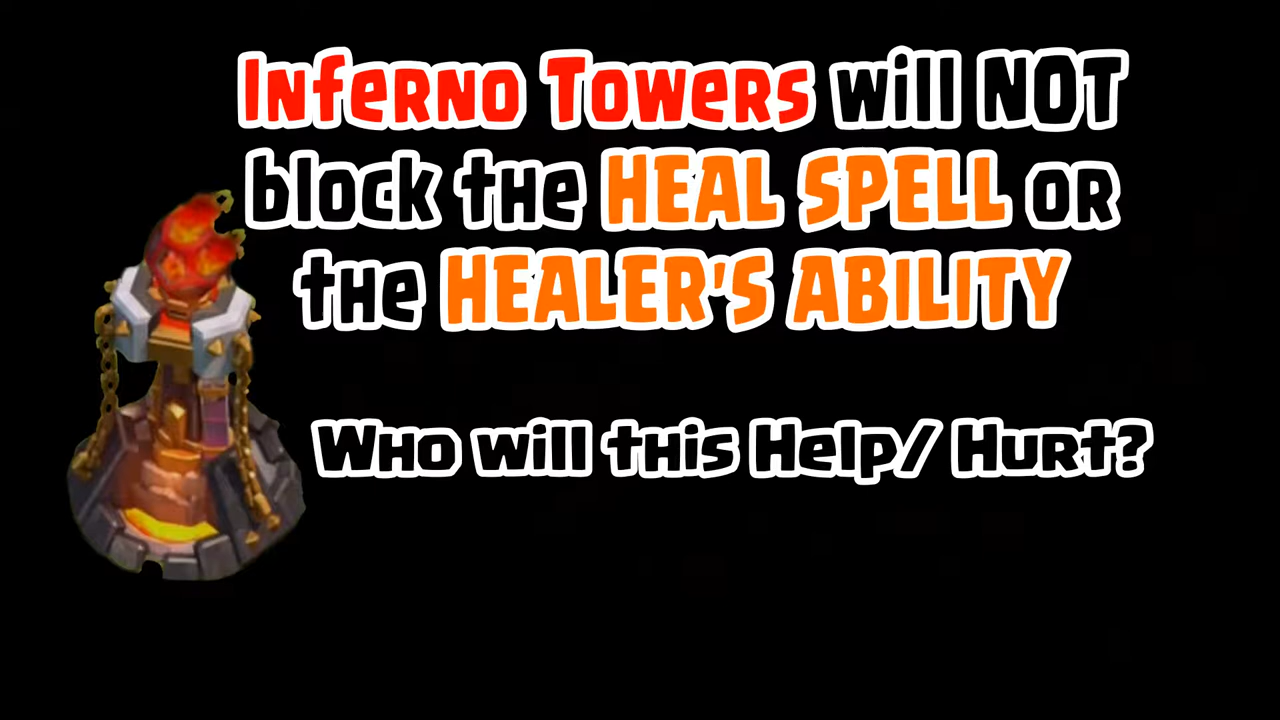 Inferno Towers will NOT
block the HEAL SPELL or
the HEALER'S ABILITY
Who will this Help/ Hurt?